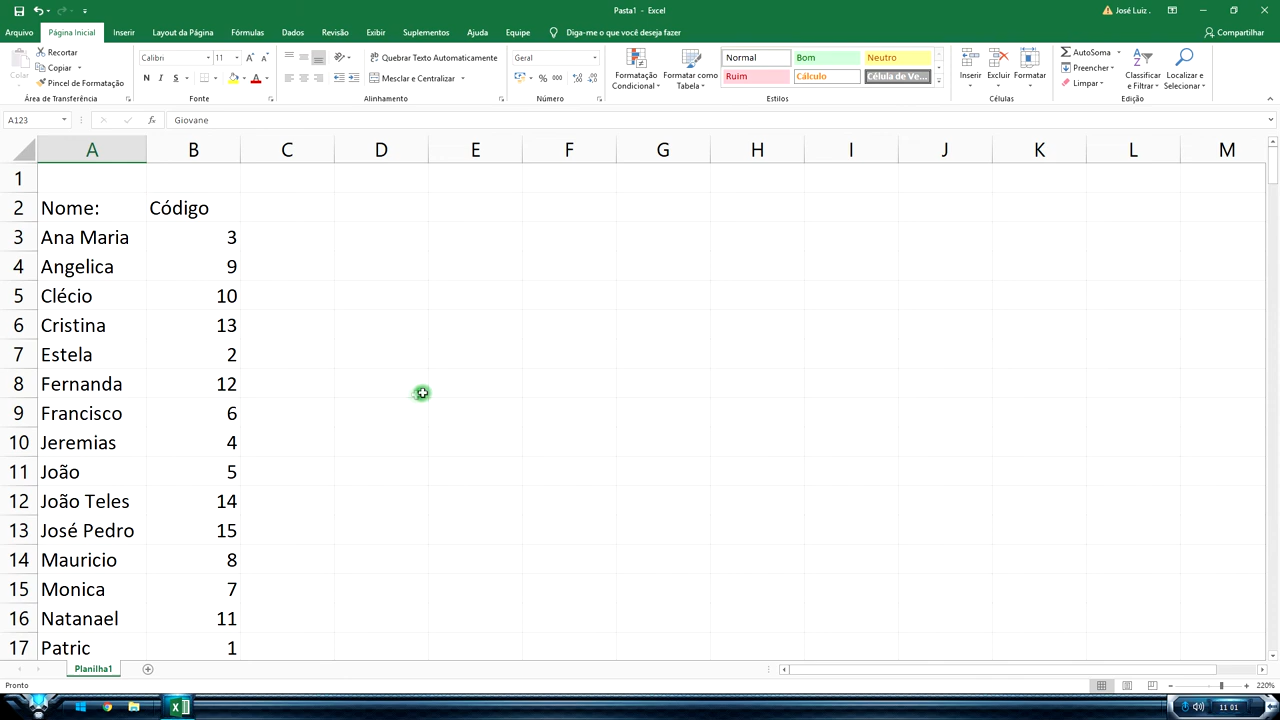 Pasta1 - Excel
José Luiz .
Arquivo Página Inicial Inserir Layout da Página Fórmulas Dados Revisão Exibir Suplementos Ajuda Equipe Diga-me o que você deseja fazer Compartilhar
Colar
Recortar
Copiar
Pincel de Formatação
Área de Transferência
Calibri 11
N I S
Fonte
Quebrar Texto Automaticamente
Mesclar e Centralizar
Alinhamento
Geral
% 000
Número
Formatação Condicional
Formatar como Tabela
Normal Bom Neutro
Ruim Cálculo Célula de Ve...
Estilos
Inserir Excluir Formatar
Células
AutoSoma
Preencher
Limpar
Classificar e Filtrar
Localizar e Selecionar
Edição
A123 fx Giovane
A B C D E F G H I J K L M
1
2 Nome: Código
3 Ana Maria 3
4 Angelica 9
5 Clécio 10
6 Cristina 13
7 Estela 2
8 Fernanda 12
9 Francisco 6
10 Jeremias 4
11 João 5
12 João Teles 14
13 José Pedro 15
14 Mauricio 8
15 Monica 7
16 Natanael 11
17 Patric 1
Planilha1
Pronto
220%
11 01